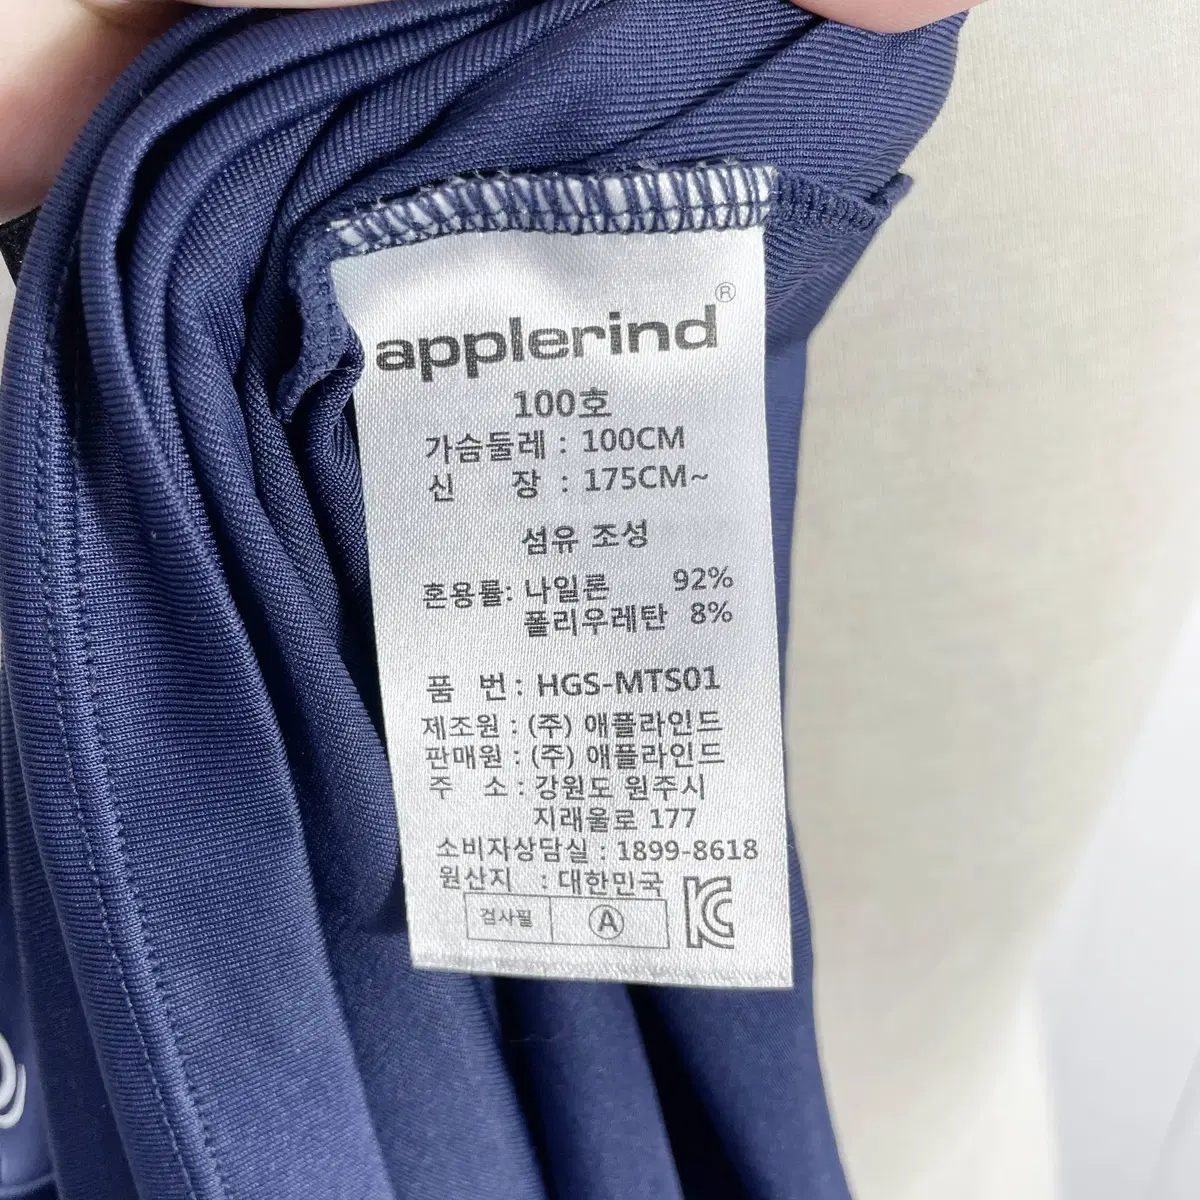 applerind®
100호
가슴둘레 : 100CM
신 장 : 175CM~
섬유 조성
혼용률: 나일론 92%
폴리우레탄 8%
품 번 : HGS-MTS01
제조원 : (주) 애플라인드
판매원 : (주) 애플라인드
주 소 : 강원도 원주시
지래울로 177
소비자상담실 : 1899-8618
원산지 : 대한민국
검사필 Ⓐ KC